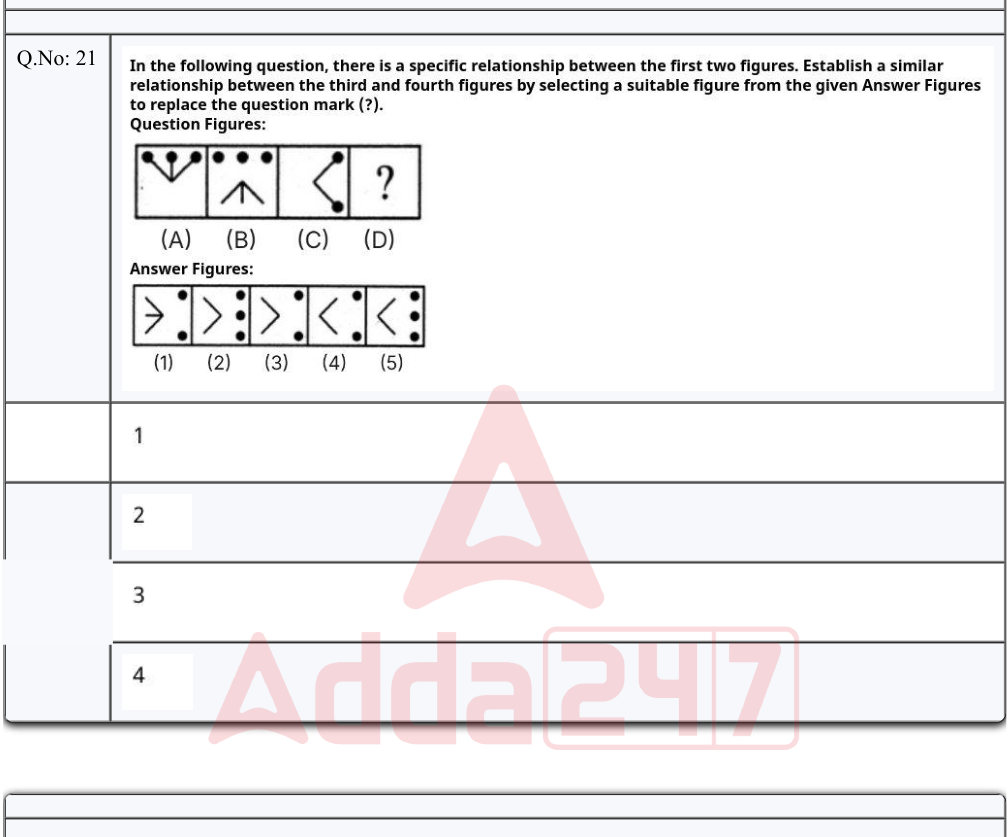 Q.No: 21
In the following question, there is a specific relationship between the first two figures. Establish a similar
relationship between the third and fourth figures by selecting a suitable figure from the given Answer Figures
to replace the question mark (?).
Question Figures:
?
(A) (B) (C) (D)
Answer Figures:
(1) (2) (3) (4) (5)
1
2
3
4
Adda247